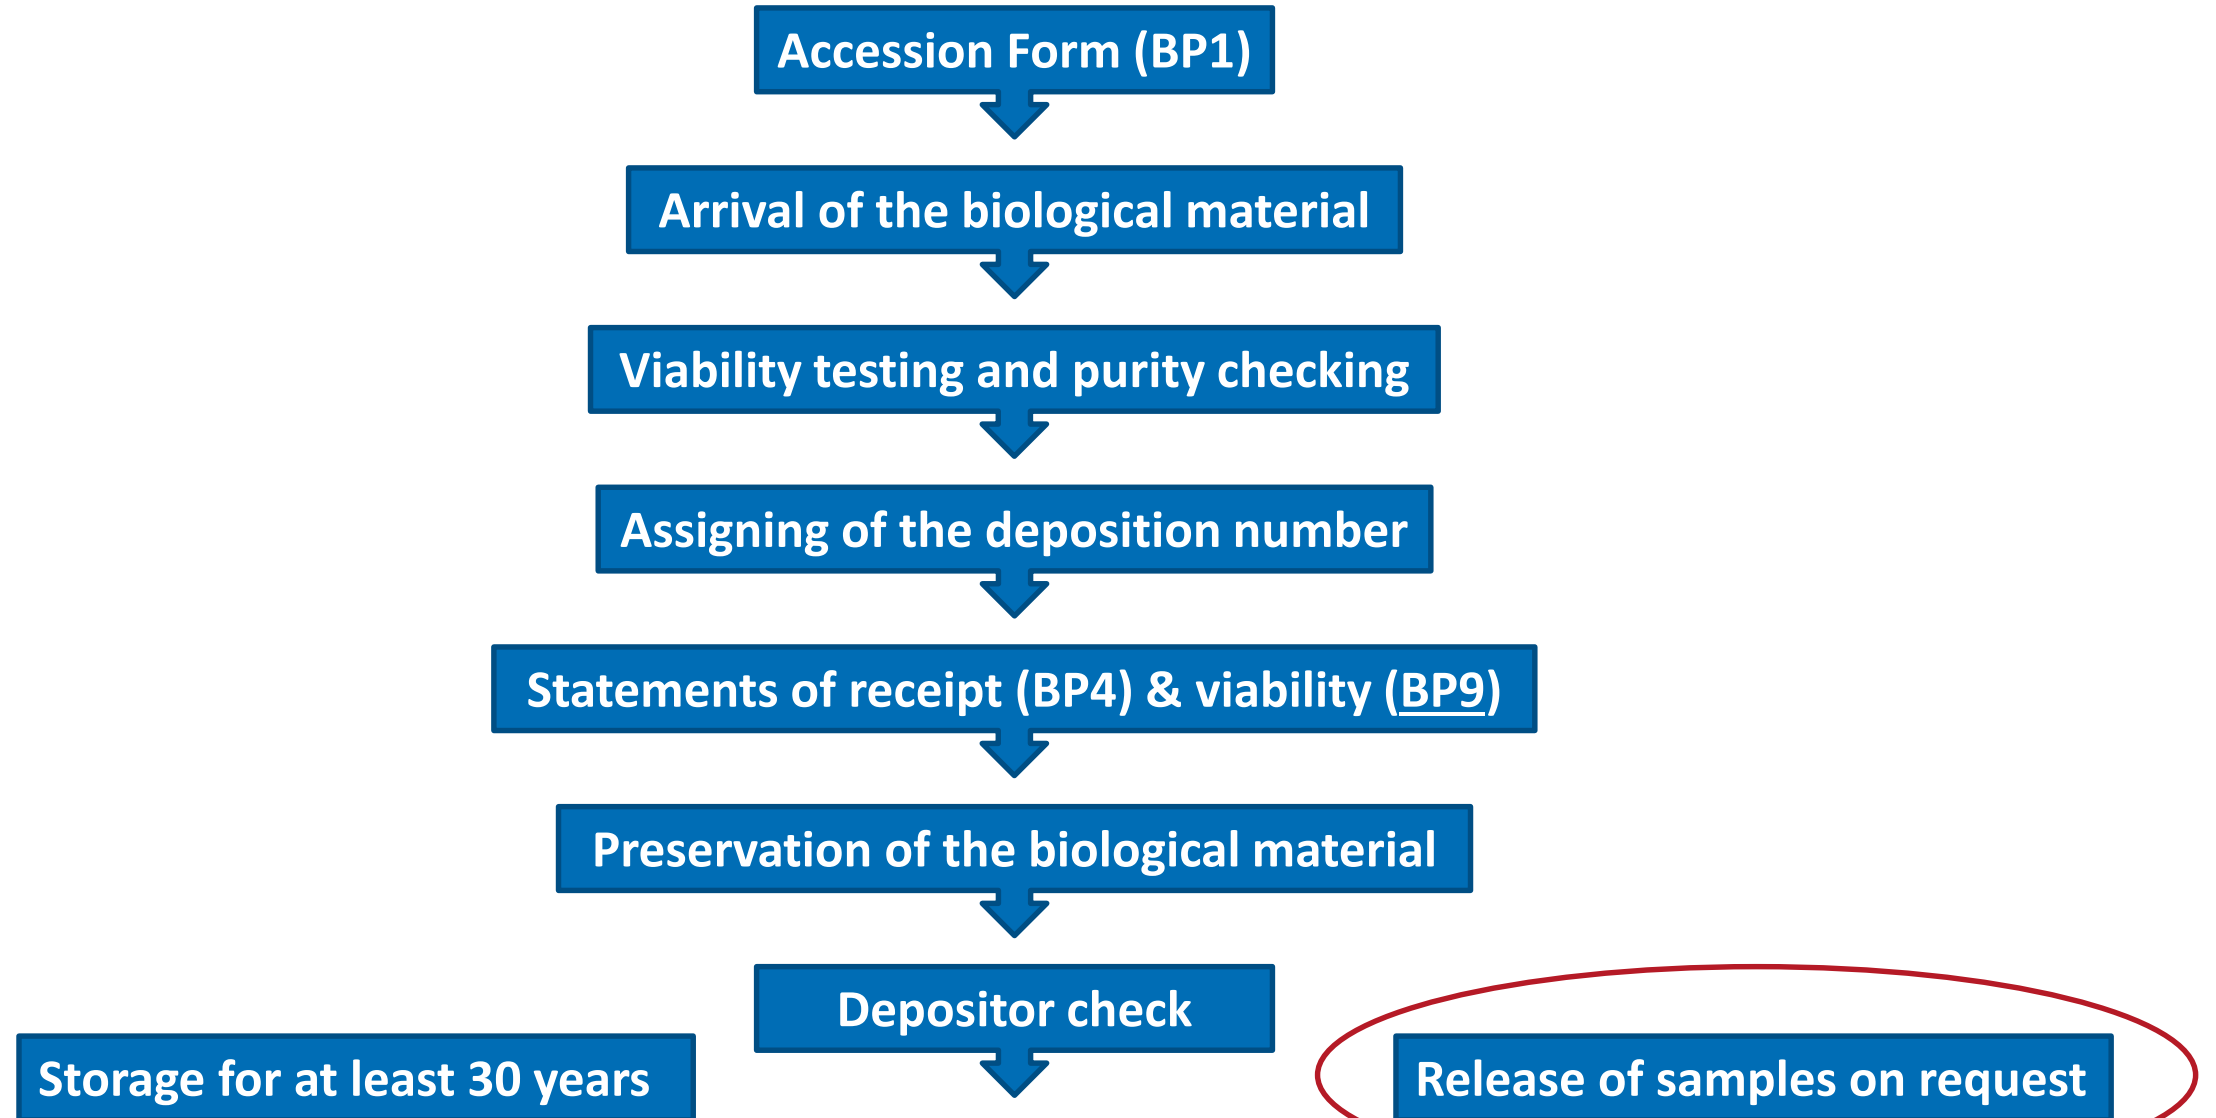 Accession Form (BP1)
Arrival of the biological material
Viability testing and purity checking
Assigning of the deposition number
Statements of receipt (BP4) & viability (BP9)
Preservation of the biological material
Depositor check
Storage for at least 30 years
Release of samples on request